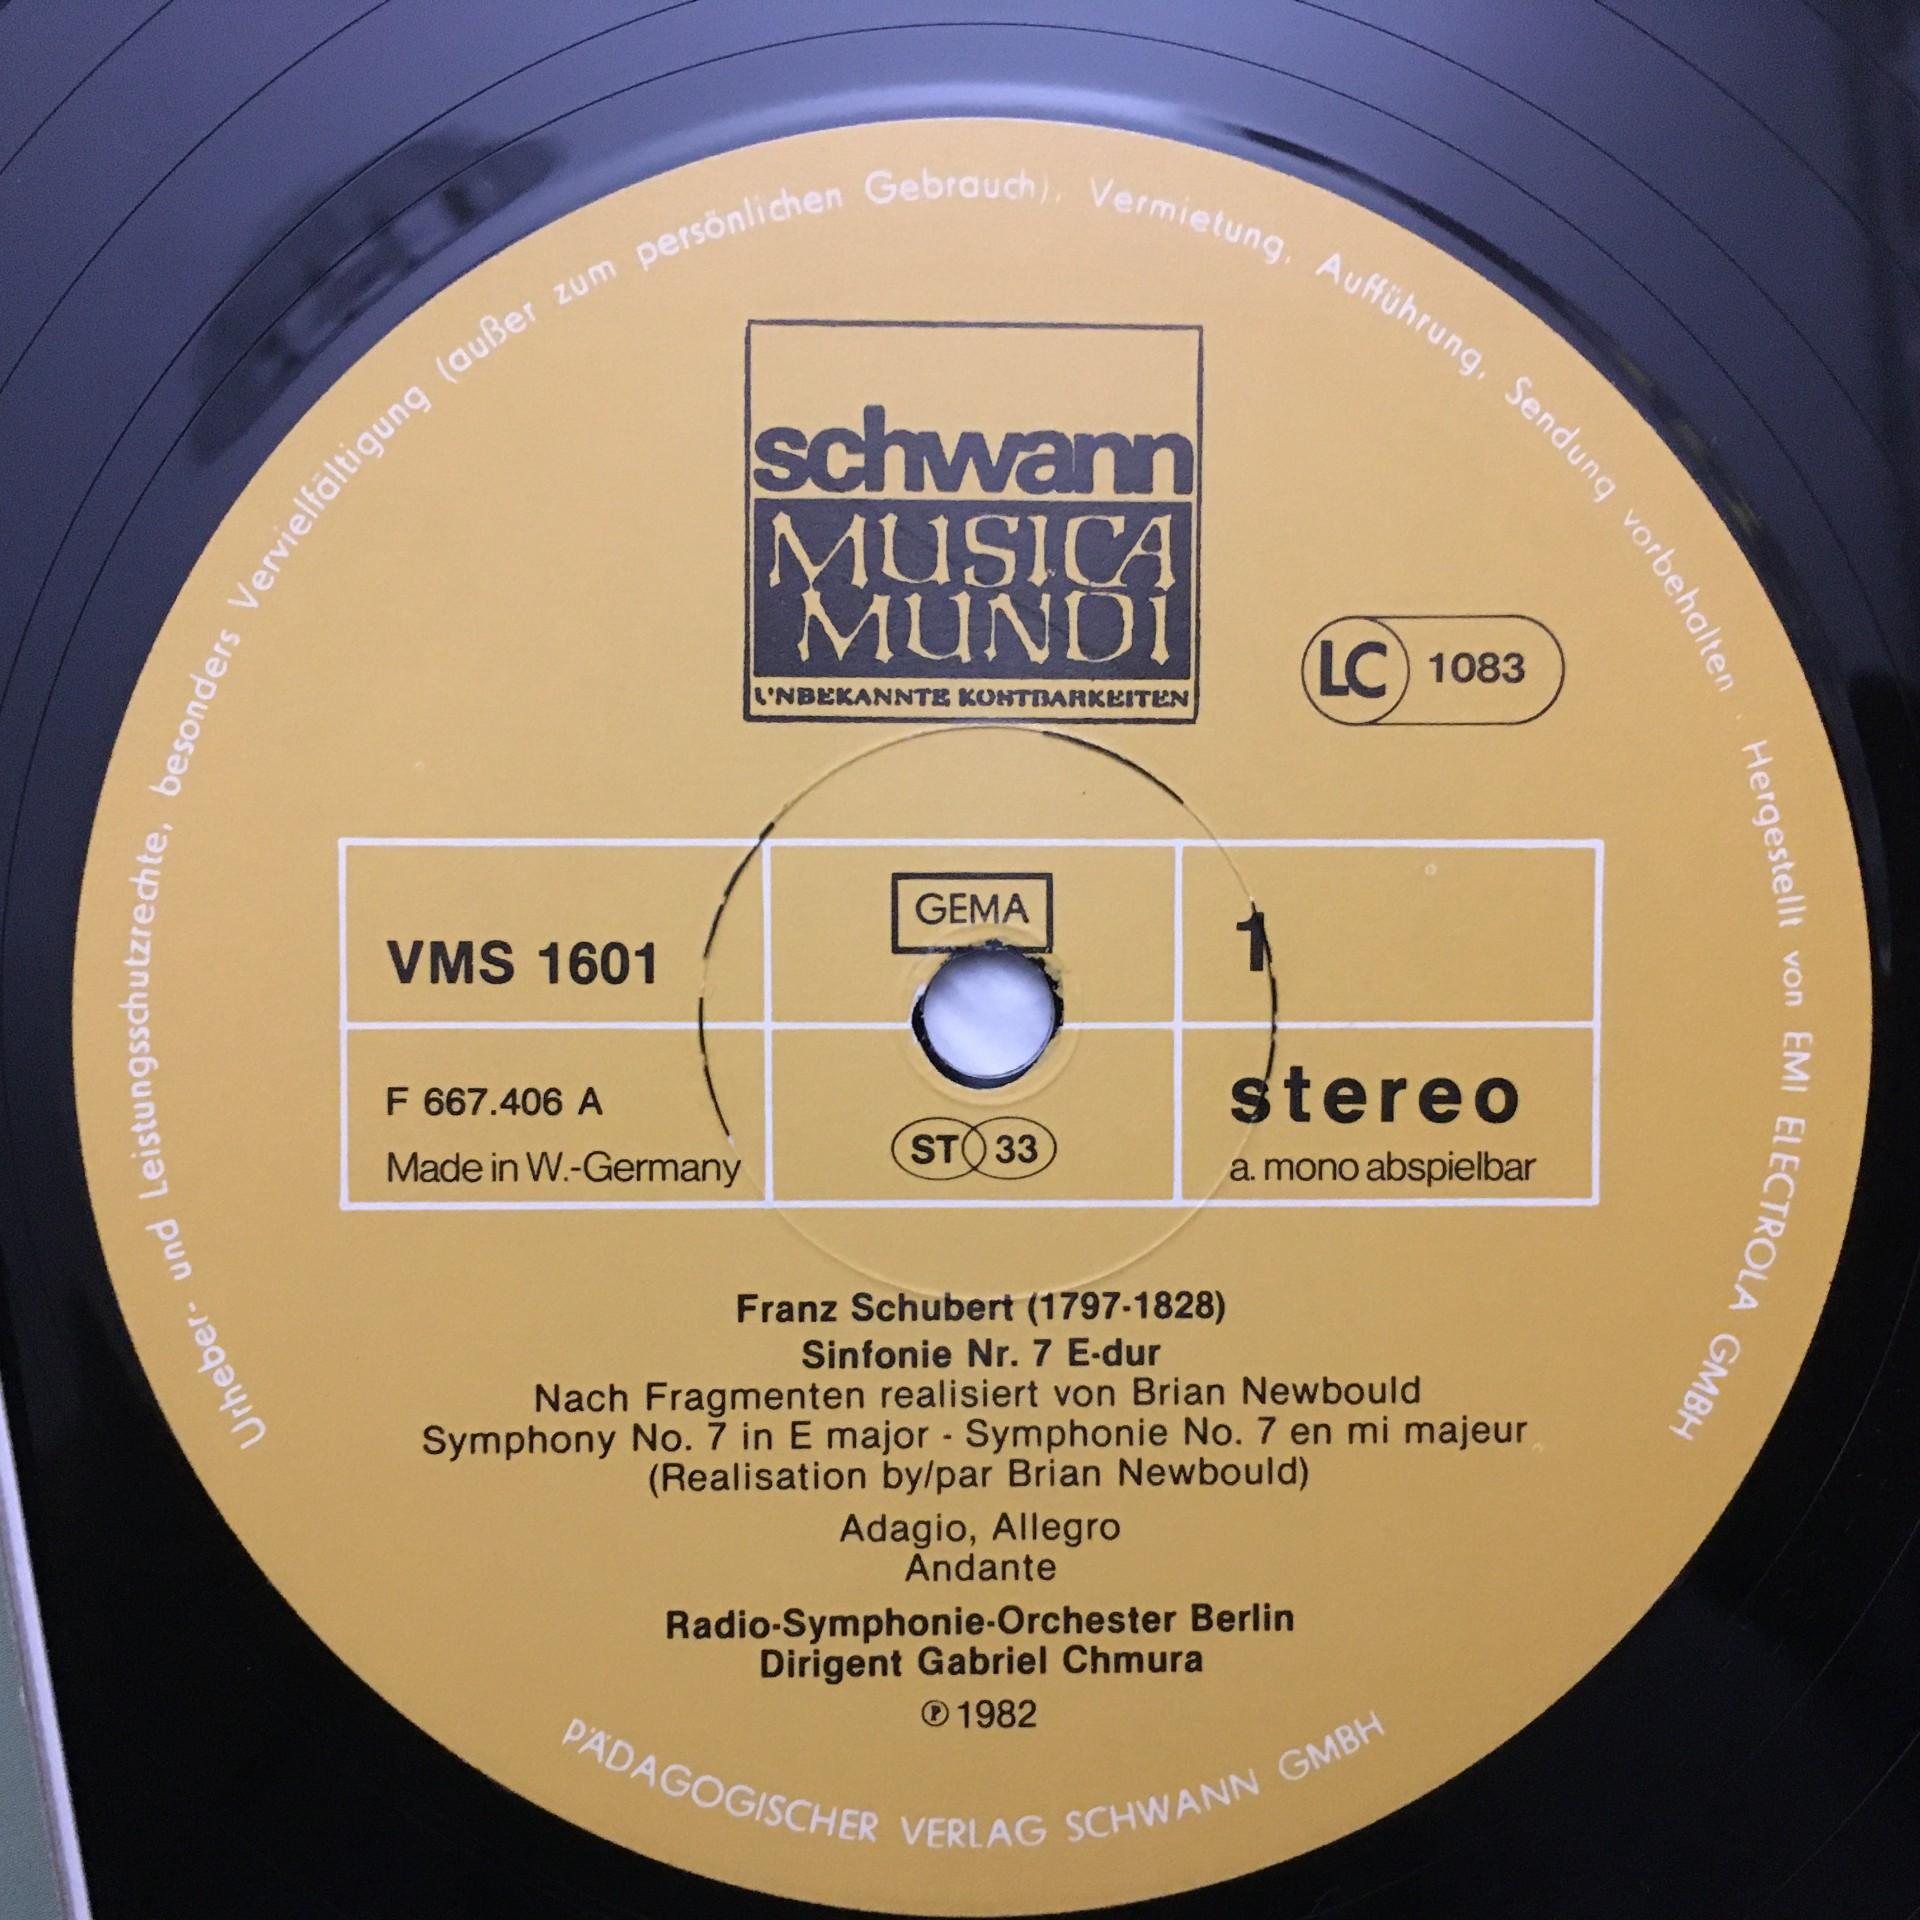 Urheber- und Leistungsschutzrechte, besonders Vervielfältigung (außer zum persönlichen Gebrauch), Vermietung, Aufführung, Sendung vorbehalten . Hergestellt von EMI ELECTROLA GMBH
schwann
MUSICA
MUNDI
UNBEKANNTE KOSTBARKEITEN
LC 1083
VMS 1601
GEMA
1
F 667.406 A
Made in W.-Germany
ST 33
stereo
a. mono abspielbar
Franz Schubert (1797-1828)
Sinfonie Nr. 7 E-dur
Nach Fragmenten realisiert von Brian Newbould
Symphony No. 7 in E major - Symphonie No. 7 en mi majeur
(Realisation by/par Brian Newbould)
Adagio, Allegro
Andante
Radio-Symphonie-Orchester Berlin
Dirigent Gabriel Chmura
℗ 1982
PÄDAGOGISCHER VERLAG SCHWANN GMBH